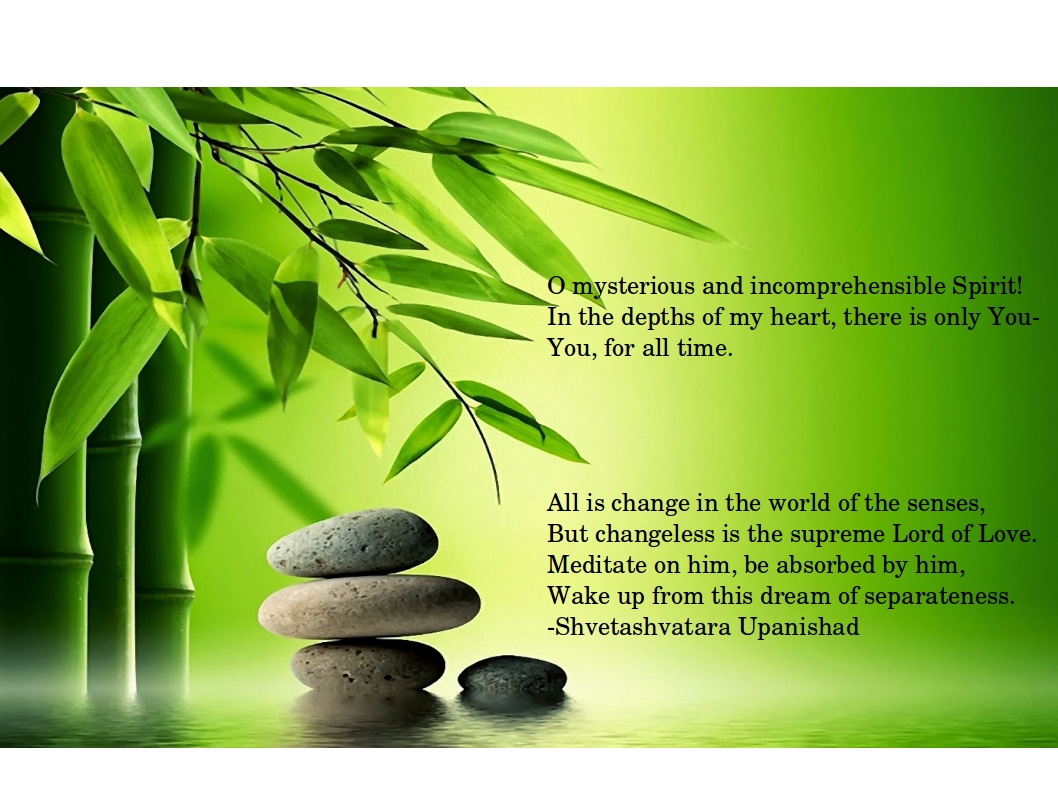 O mysterious and incomprehensible Spirit!
In the depths of my heart, there is only You-
You, for all time.
All is change in the world of the senses,
But changeless is the supreme Lord of Love.
Meditate on him, be absorbed by him,
Wake up from this dream of separateness.
-Shvetashvatara Upanishad